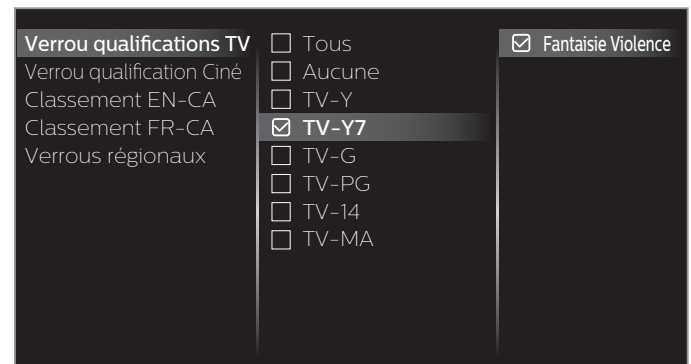 Verrou qualifications TV
Verrou qualification Ciné
Classement EN-CA
Classement FR-CA
Verrous régionaux
Tous
Aucune
TV-Y
TV-Y7
TV-G
TV-PG
TV-14
TV-MA
Fantaisie Violence